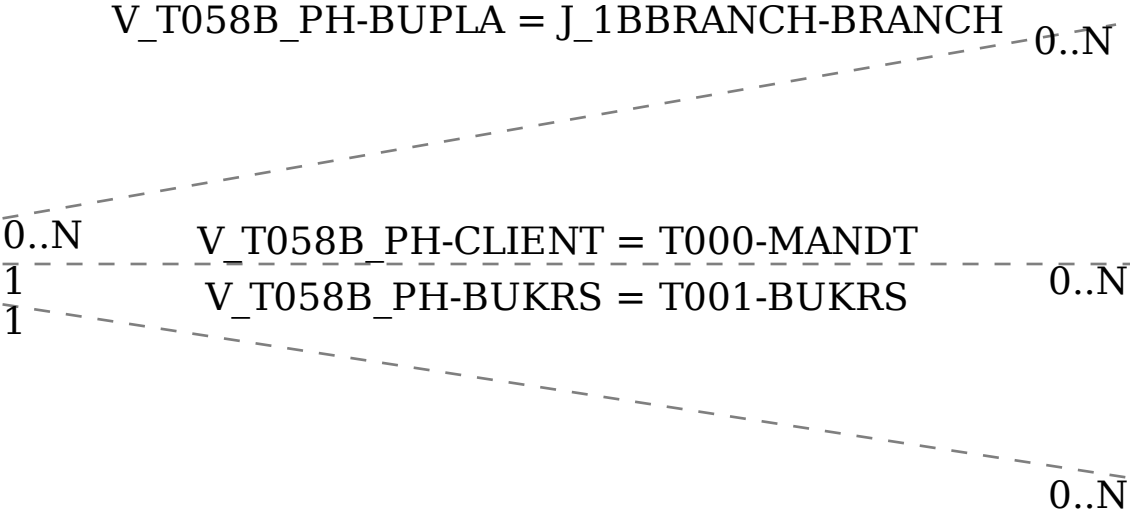 V_T058B_PH-BUPLA = J_1BBRANCH-BRANCH
0..N
0..N
V_T058B_PH-CLIENT = T000-MANDT
1
0..N
V_T058B_PH-BUKRS = T001-BUKRS
1
0..N